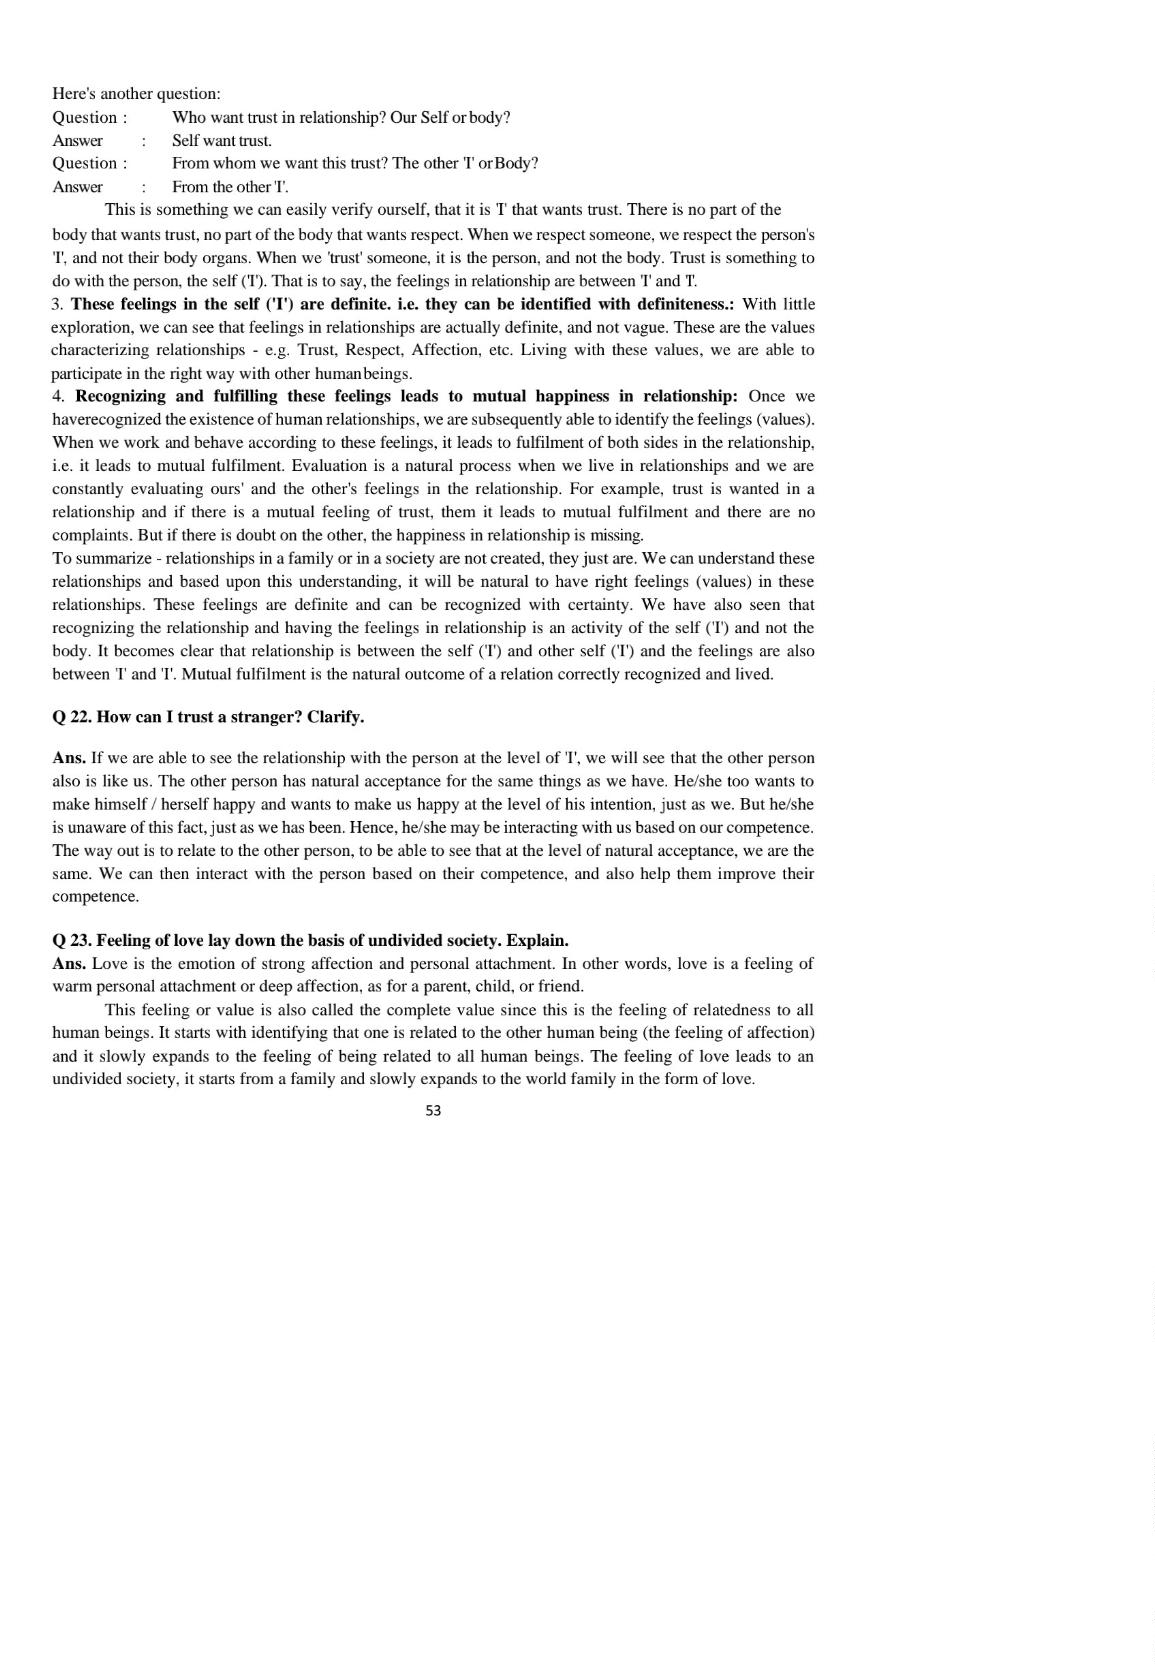 Here's another question:
Question : Who want trust in relationship? Our Self or body?
Answer : Self want trust.
Question : From whom we want this trust? The other 'I' or Body?
Answer : From the other 'I'.
This is something we can easily verify ourself, that it is 'I' that wants trust. There is no part of the
body that wants trust, no part of the body that wants respect. When we respect someone, we respect the person's
'I', and not their body organs. When we 'trust' someone, it is the person, and not the body. Trust is something to
do with the person, the self ('I'). That is to say, the feelings in relationship are between 'I' and 'I'.
3. These feelings in the self ('I') are definite. i.e. they can be identified with definiteness.: With little
exploration, we can see that feelings in relationships are actually definite, and not vague. These are the values
characterizing relationships - e.g. Trust, Respect, Affection, etc. Living with these values, we are able to
participate in the right way with other human beings.
4. Recognizing and fulfilling these feelings leads to mutual happiness in relationship: Once we
haverecognized the existence of human relationships, we are subsequently able to identify the feelings (values).
When we work and behave according to these feelings, it leads to fulfilment of both sides in the relationship,
i.e. it leads to mutual fulfilment. Evaluation is a natural process when we live in relationships and we are
constantly evaluating ours' and the other's feelings in the relationship. For example, trust is wanted in a
relationship and if there is a mutual feeling of trust, them it leads to mutual fulfilment and there are no
complaints. But if there is doubt on the other, the happiness in relationship is missing.
To summarize - relationships in a family or in a society are not created, they just are. We can understand these
relationships and based upon this understanding, it will be natural to have right feelings (values) in these
relationships. These feelings are definite and can be recognized with certainty. We have also seen that
recognizing the relationship and having the feelings in relationship is an activity of the self ('I') and not the
body. It becomes clear that relationship is between the self ('I') and other self ('I') and the feelings are also
between 'I' and 'I'. Mutual fulfilment is the natural outcome of a relation correctly recognized and lived.
Q 22. How can I trust a stranger? Clarify.
Ans. If we are able to see the relationship with the person at the level of 'I', we will see that the other person
also is like us. The other person has natural acceptance for the same things as we have. He/she too wants to
make himself / herself happy and wants to make us happy at the level of his intention, just as we. But he/she
is unaware of this fact, just as we has been. Hence, he/she may be interacting with us based on our competence.
The way out is to relate to the other person, to be able to see that at the level of natural acceptance, we are the
same. We can then interact with the person based on their competence, and also help them improve their
competence.
Q 23. Feeling of love lay down the basis of undivided society. Explain.
Ans. Love is the emotion of strong affection and personal attachment. In other words, love is a feeling of
warm personal attachment or deep affection, as for a parent, child, or friend.
This feeling or value is also called the complete value since this is the feeling of relatedness to all
human beings. It starts with identifying that one is related to the other human being (the feeling of affection)
and it slowly expands to the feeling of being related to all human beings. The feeling of love leads to an
undivided society, it starts from a family and slowly expands to the world family in the form of love.
53